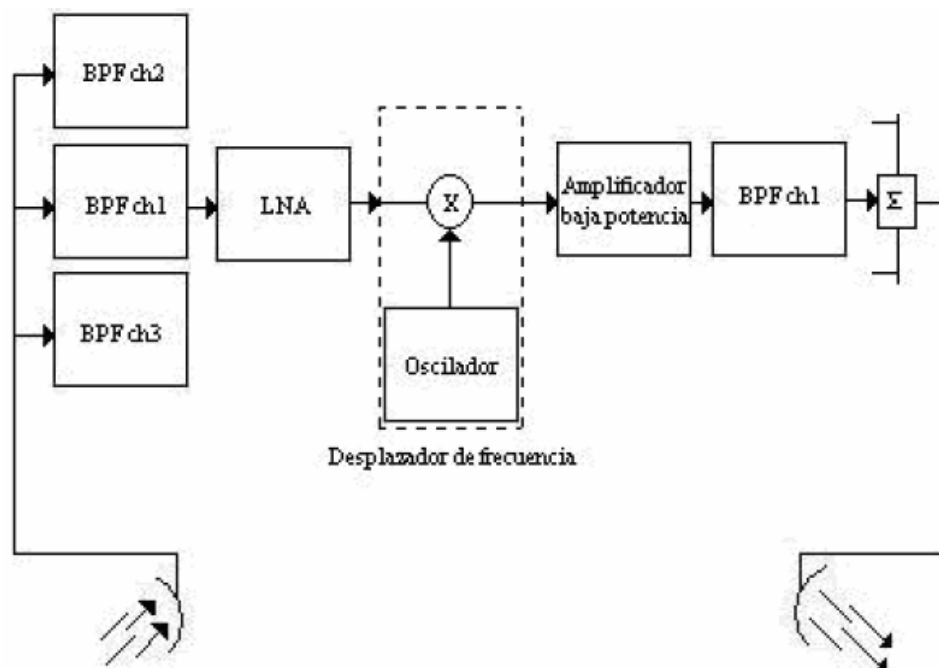 BPF ch2
BPF ch1
LNA
X
Amplificador
baja potencia
BPF ch1
Σ
BPF ch3
Oscilador
Desplazador de frecuencia